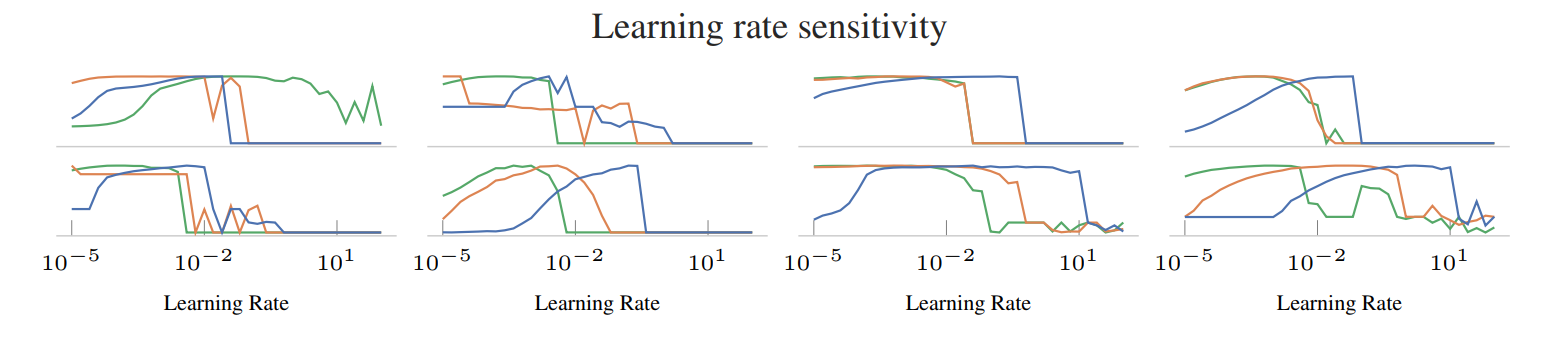 Learning rate sensitivity
10^−5 10^−2 10^1 10^−5 10^−2 10^1 10^−5 10^−2 10^1 10^−5 10^−2 10^1
Learning Rate Learning Rate Learning Rate Learning Rate